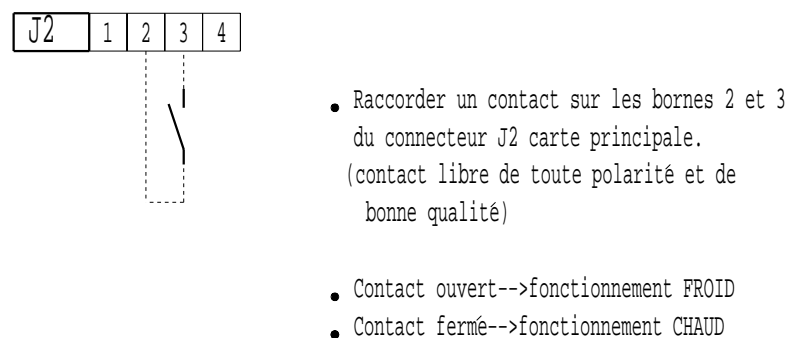 J2 1 2 3 4
• Raccorder un contact sur les bornes 2 et 3
du connecteur J2 carte principale.
(contact libre de toute polarité et de
bonne qualité)
• Contact ouvert-->fonctionnement FROID
• Contact fermé-->fonctionnement CHAUD